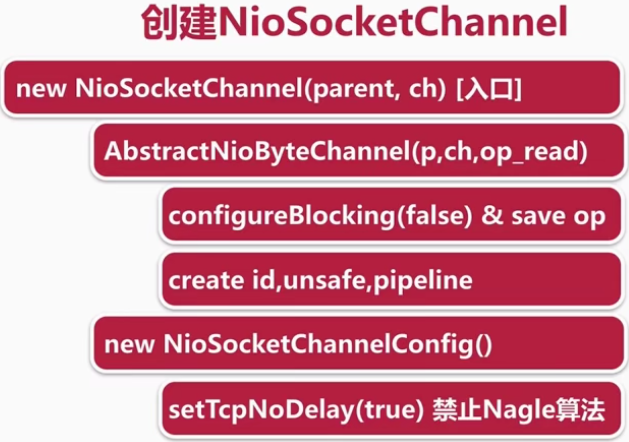 创建NioSocketChannel
new NioSocketChannel(parent, ch) [入口]
AbstractNioByteChannel(p,ch,op_read)
configureBlocking(false) & save op
create id,unsafe,pipeline
new NioSocketChannelConfig()
setTcpNoDelay(true) 禁止Nagle算法